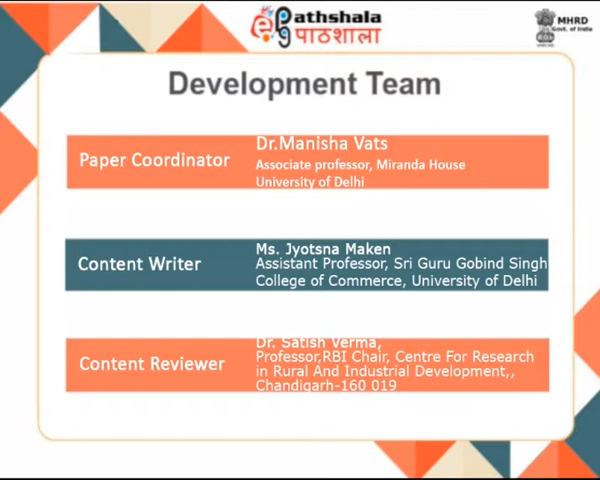 Pathshala
पाठशाला
MHRD
Govt. of India
Development Team
Paper Coordinator
Dr.Manisha Vats
Associate professor, Miranda House
University of Delhi
Content Writer
Ms. Jyotsna Maken
Assistant Professor, Sri Guru Gobind Singh
College of Commerce, University of Delhi
Content Reviewer
Dr. Satish Verma,
Professor,RBI Chair, Centre For Research
in Rural And Industrial Development,,
Chandigarh-160 019